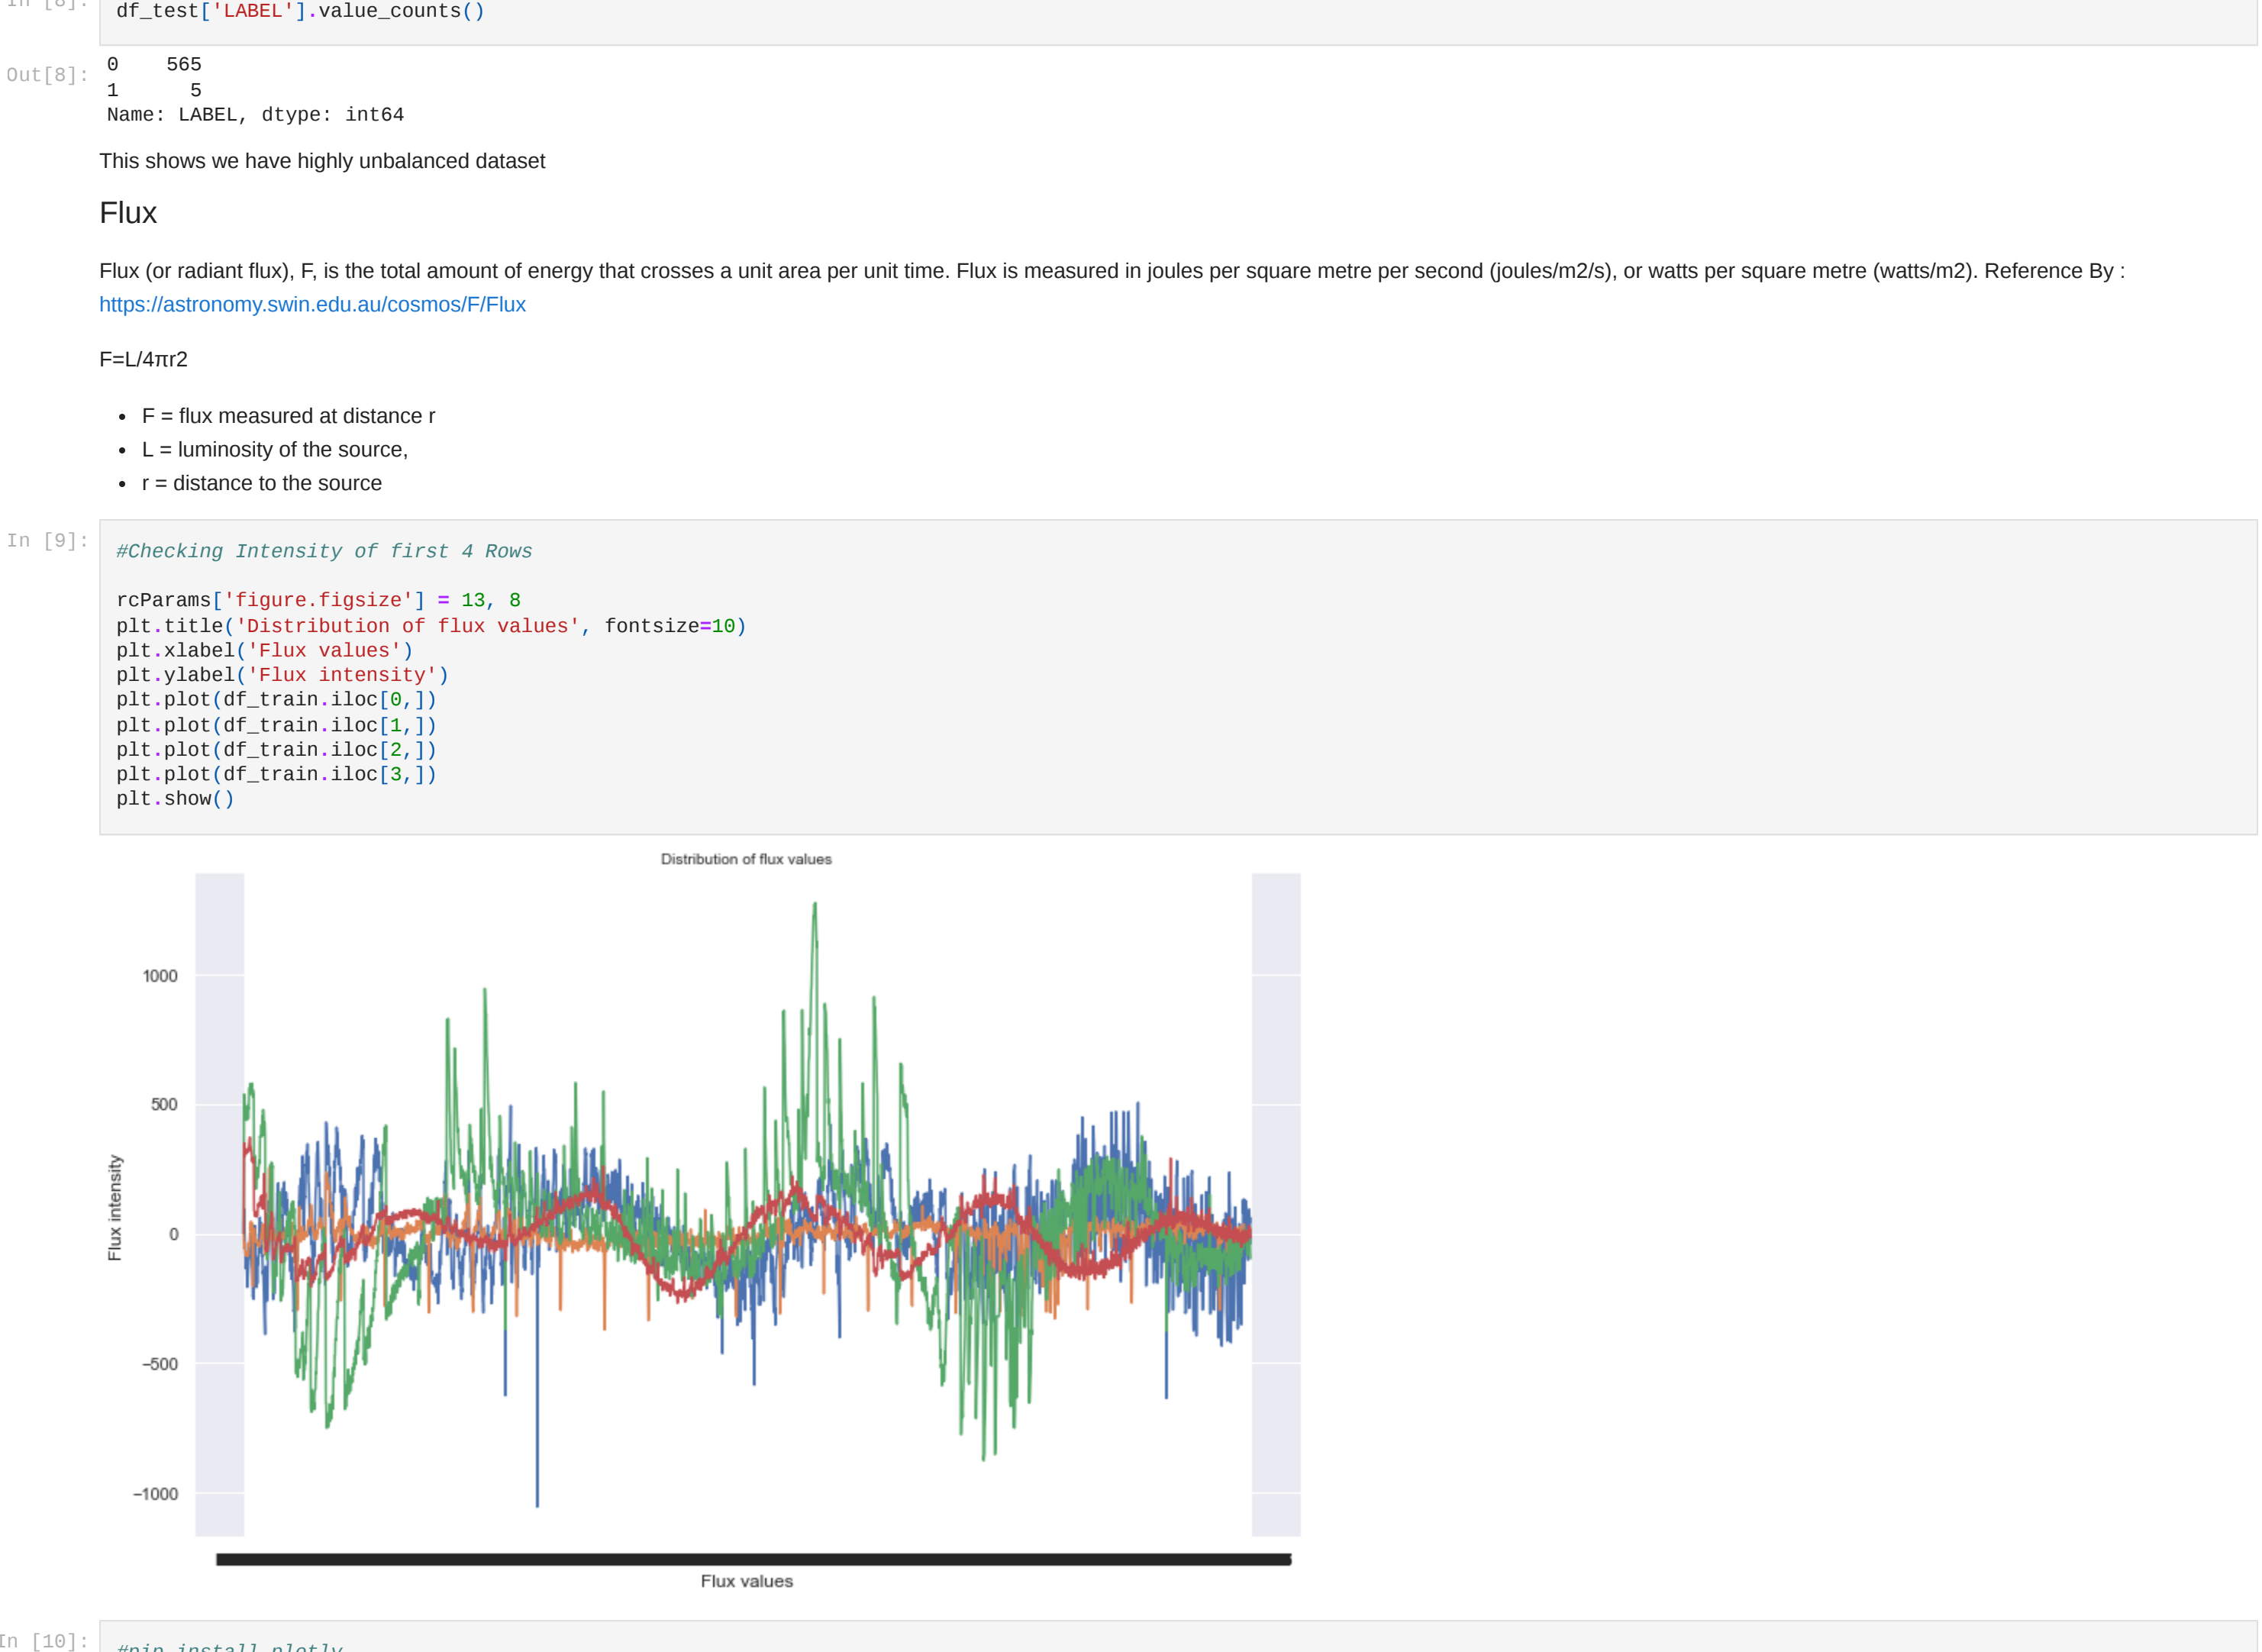 In [8]:
df_test['LABEL'].value_counts()
Out[8]:
0    565
1      5
Name: LABEL, dtype: int64
This shows we have highly unbalanced dataset
Flux
Flux (or radiant flux), F, is the total amount of energy that crosses a unit area per unit time. Flux is measured in joules per square metre per second (joules/m2/s), or watts per square metre (watts/m2). Reference By :
https://astronomy.swin.edu.au/cosmos/F/Flux
F=L/4πr2
• F = flux measured at distance r
• L = luminosity of the source,
• r = distance to the source
In [9]:
#Checking Intensity of first 4 Rows
rcParams['figure.figsize'] = 13, 8
plt.title('Distribution of flux values', fontsize=10)
plt.xlabel('Flux values')
plt.ylabel('Flux intensity')
plt.plot(df_train.iloc[0,])
plt.plot(df_train.iloc[1,])
plt.plot(df_train.iloc[2,])
plt.plot(df_train.iloc[3,])
plt.show()
Distribution of flux values
1000
500
0
−500
−1000
Flux intensity
Flux values
In [10]:
#pip install plotly